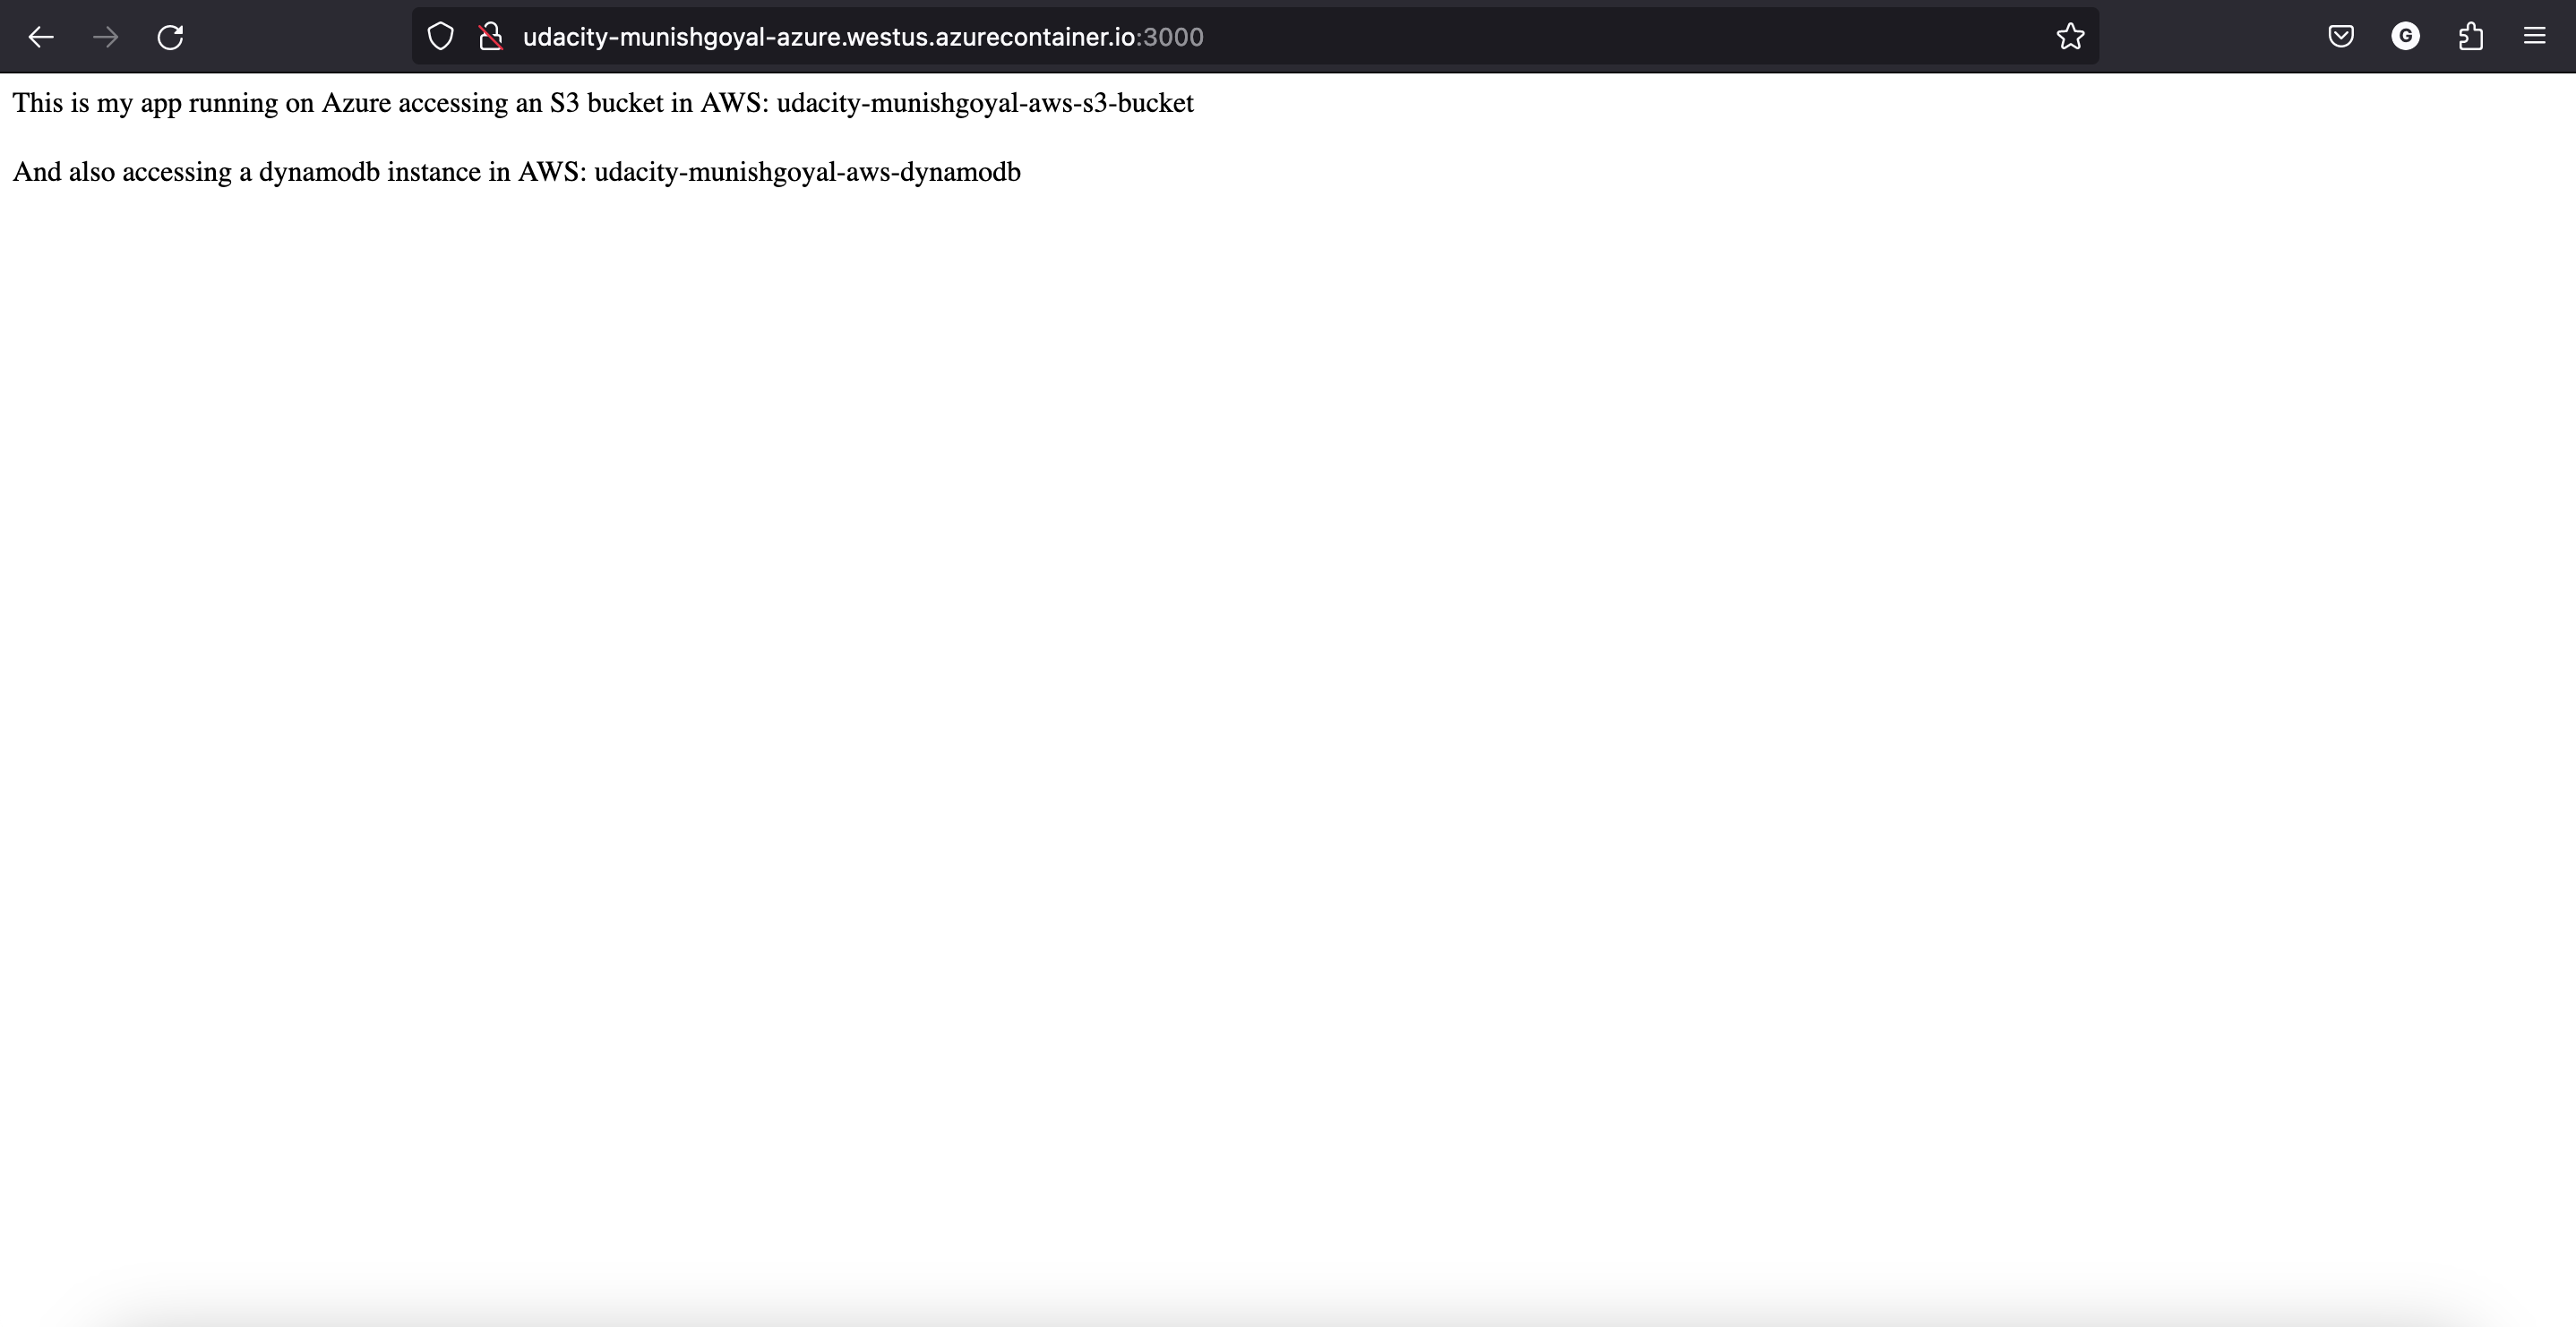 udacity-munishgoyal-azure.westus.azurecontainer.io:3000
G
This is my app running on Azure accessing an S3 bucket in AWS: udacity-munishgoyal-aws-s3-bucket
And also accessing a dynamodb instance in AWS: udacity-munishgoyal-aws-dynamodb